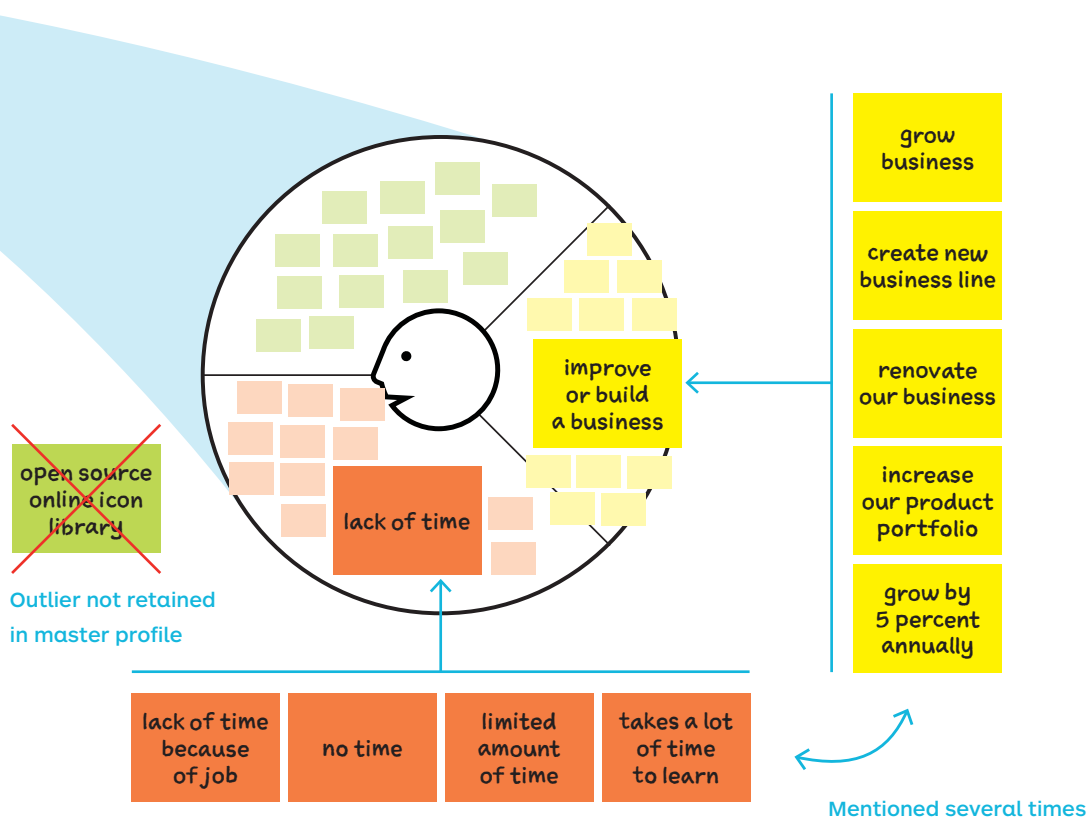 grow
business
create new
business line
renovate
our business
increase
our product
portfolio
grow by
5 percent
annually
improve
or build
a business
lack of time
open source
online icon
library
Outlier not retained
in master profile
lack of time
because
of job
no time
limited
amount
of time
takes a lot
of time
to learn
Mentioned several times